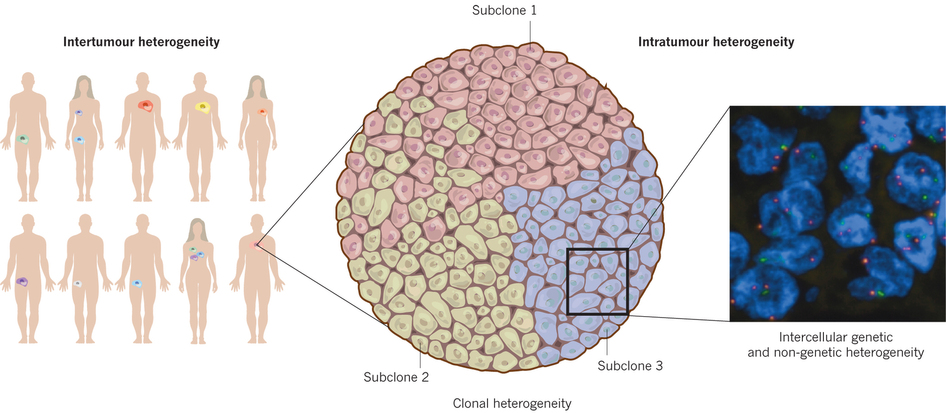 Subclone 1
Intertumour heterogeneity
Intratumour heterogeneity
Intercellular genetic
and non-genetic heterogeneity
Subclone 3
Subclone 2
Clonal heterogeneity